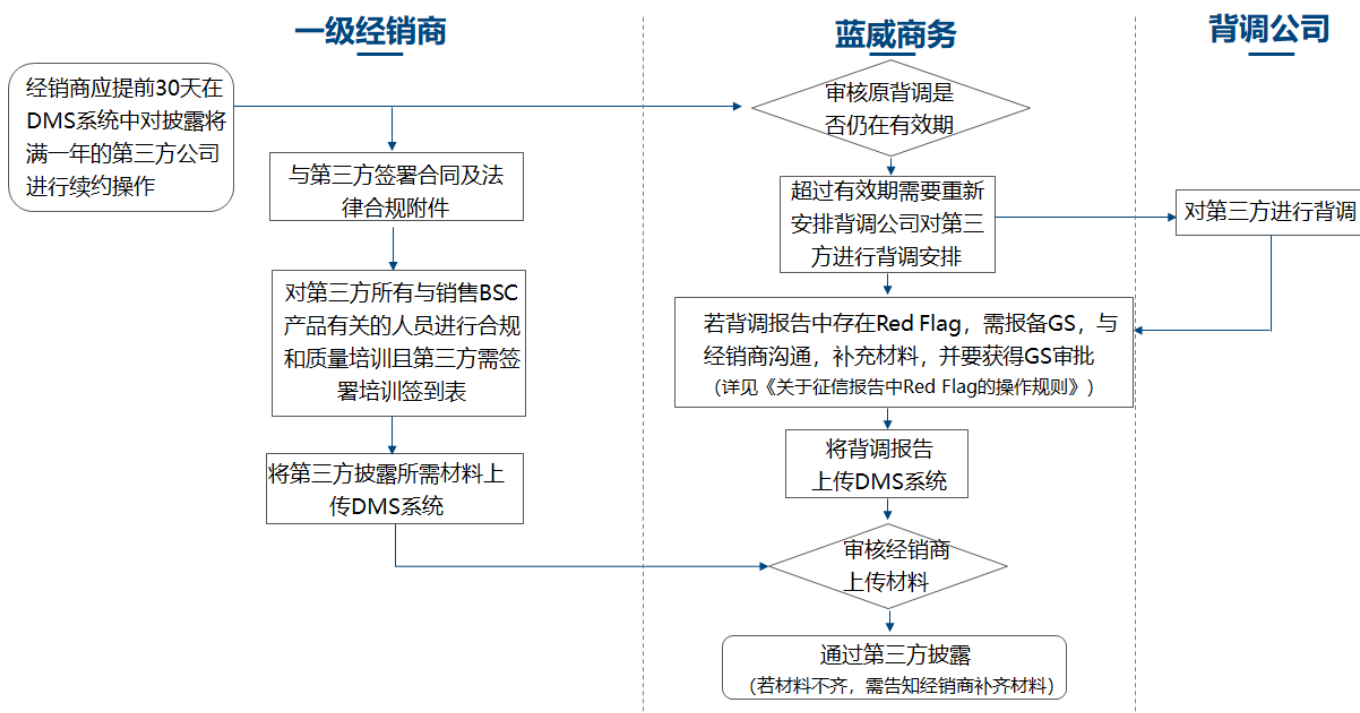 一级经销商
蓝威商务
背调公司
经销商应提前30天在
DMS系统中对披露将
满一年的第三方公司
进行续约操作
与第三方签署合同及法
律合规附件
对第三方所有与销售BSC
产品有关的人员进行合规
和质量培训且第三方需签
署培训签到表
将第三方披露所需材料上
传DMS系统
审核原背调是
否仍在有效期
超过有效期需要重新
安排背调公司对第三
方进行背调安排
对第三方进行背调
若背调报告中存在Red Flag，需报备GS，与
经销商沟通，补充材料，并要获得GS审批
（详见《关于征信报告中Red Flag的操作规则》）
将背调报告
上传DMS系统
审核经销商
上传材料
通过第三方披露
（若材料不齐，需告知经销商补齐材料）